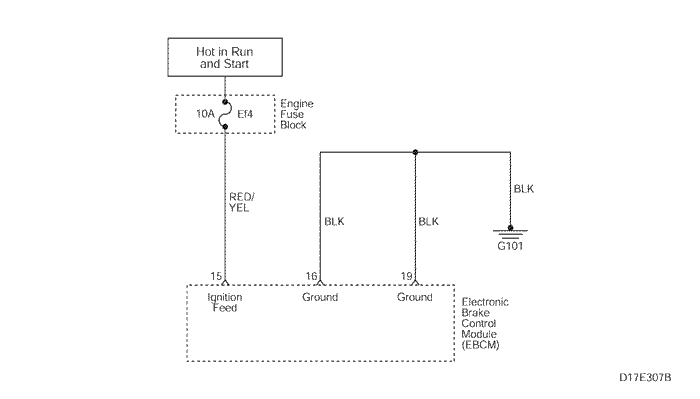 Hot in Run
and Start
10A
Ef4
Engine
Fuse
Block
RED/
YEL
BLK
BLK
BLK
G101
15
16
19
Ignition
Feed
Ground
Ground
Electronic
Brake
Control
Module
(EBCM)
D17E307B